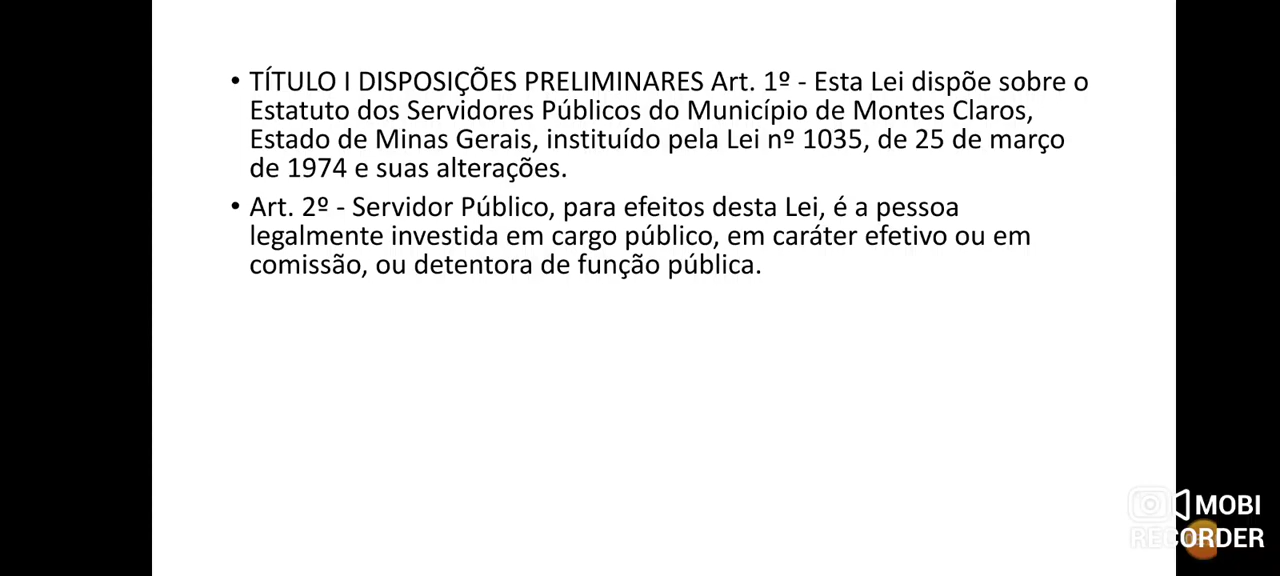 • TÍTULO I DISPOSIÇÕES PRELIMINARES Art. 1º - Esta Lei dispõe sobre o
Estatuto dos Servidores Públicos do Município de Montes Claros,
Estado de Minas Gerais, instituído pela Lei nº 1035, de 25 de março
de 1974 e suas alterações.
• Art. 2º - Servidor Público, para efeitos desta Lei, é a pessoa
legalmente investida em cargo público, em caráter efetivo ou em
comissão, ou detentora de função pública.
MOBI
RECORDER